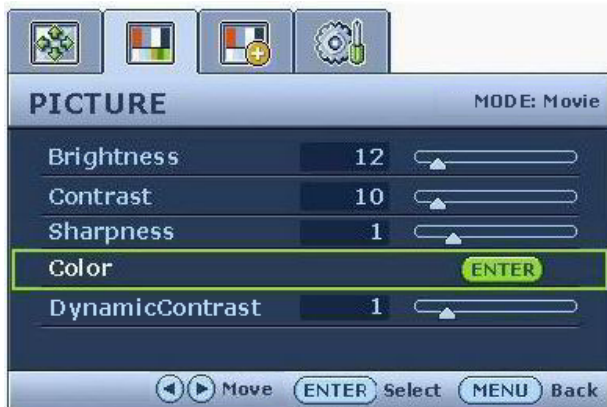 PICTURE MODE: Movie
Brightness 12
Contrast 10
Sharpness 1
Color ENTER
DynamicContrast 1
Move ENTER Select MENU Back